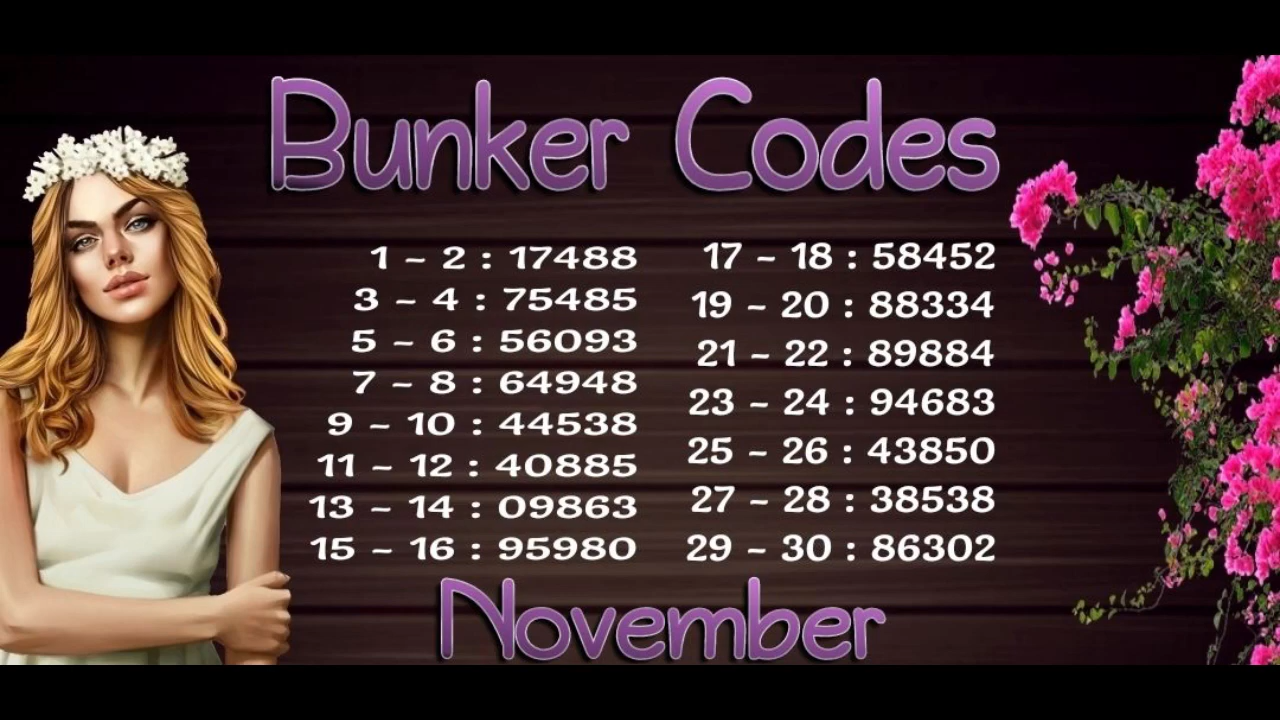 Bunker Codes
1 - 2 : 17488
3 - 4 : 75485
5 - 6 : 56093
7 - 8 : 64948
9 - 10 : 44538
11 - 12 : 40885
13 - 14 : 09863
15 - 16 : 95980
17 - 18 : 58452
19 - 20 : 88334
21 - 22 : 89884
23 - 24 : 94683
25 - 26 : 43850
27 - 28 : 38538
29 - 30 : 86302
November